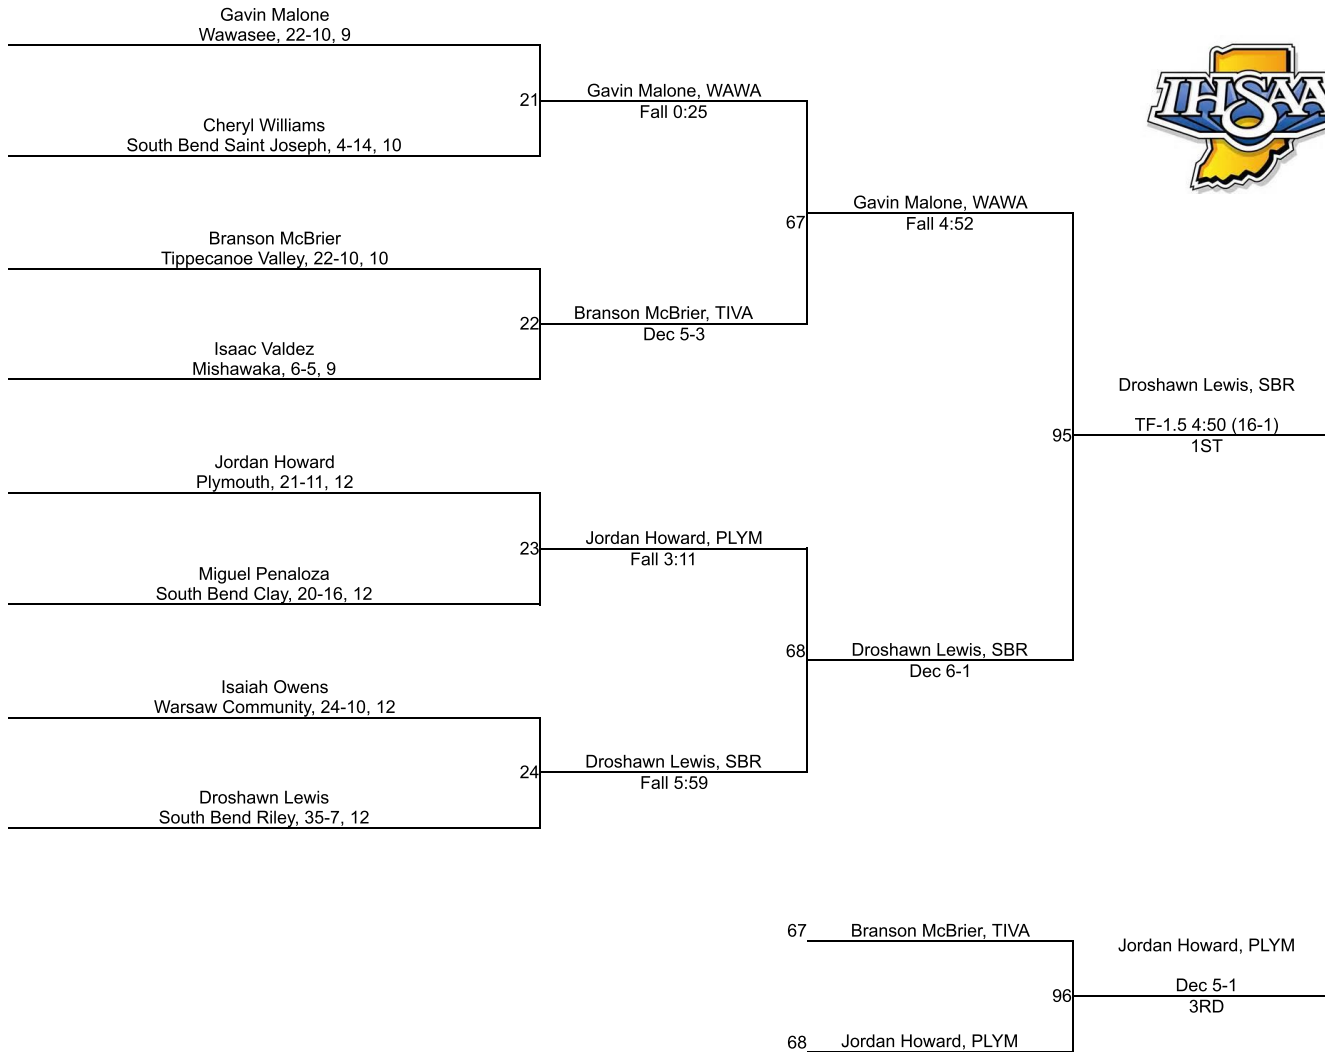 Gavin Malone
Wawasee, 22-10, 9
21
Gavin Malone, WAWA
Fall 0:25
Cheryl Williams
South Bend Saint Joseph, 4-14, 10
67
Gavin Malone, WAWA
Fall 4:52
Branson McBrier
Tippecanoe Valley, 22-10, 10
22
Branson McBrier, TIVA
Dec 5-3
Isaac Valdez
Mishawaka, 6-5, 9
95
Droshawn Lewis, SBR
TF-1.5 4:50 (16-1)
1ST
Jordan Howard
Plymouth, 21-11, 12
23
Jordan Howard, PLYM
Fall 3:11
Miguel Penaloza
South Bend Clay, 20-16, 12
68
Droshawn Lewis, SBR
Dec 6-1
Isaiah Owens
Warsaw Community, 24-10, 12
24
Droshawn Lewis, SBR
Fall 5:59
Droshawn Lewis
South Bend Riley, 35-7, 12
67
Branson McBrier, TIVA
96
Jordan Howard, PLYM
Dec 5-1
3RD
68
Jordan Howard, PLYM
IHSAA